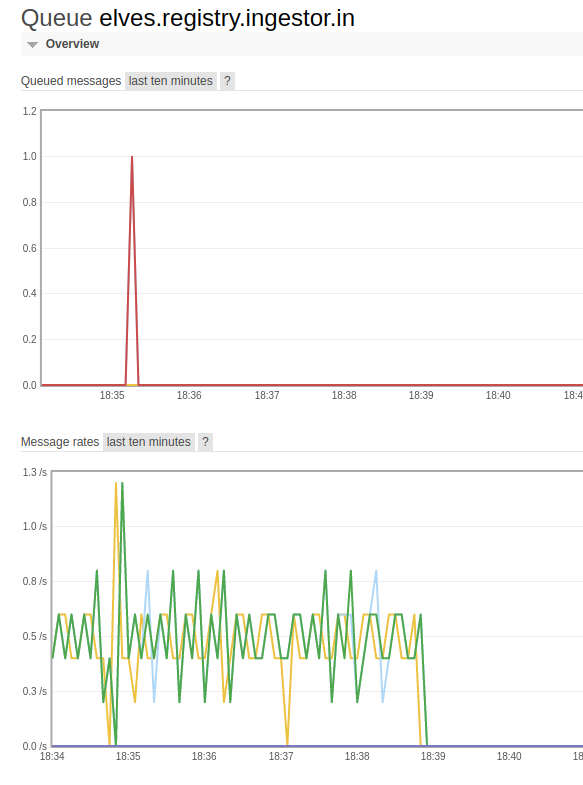 Queue elves.registry.ingestor.in
Overview
Queued messages last ten minutes ?
1.2
1.0
0.8
0.6
0.4
0.2
0.0
18:35 18:36 18:37 18:38 18:39 18:40 18:4
Message rates last ten minutes ?
1.3 /s
1.0 /s
0.8 /s
0.5 /s
0.3 /s
0.0 /s
18:34 18:35 18:36 18:37 18:38 18:39 18:40 18